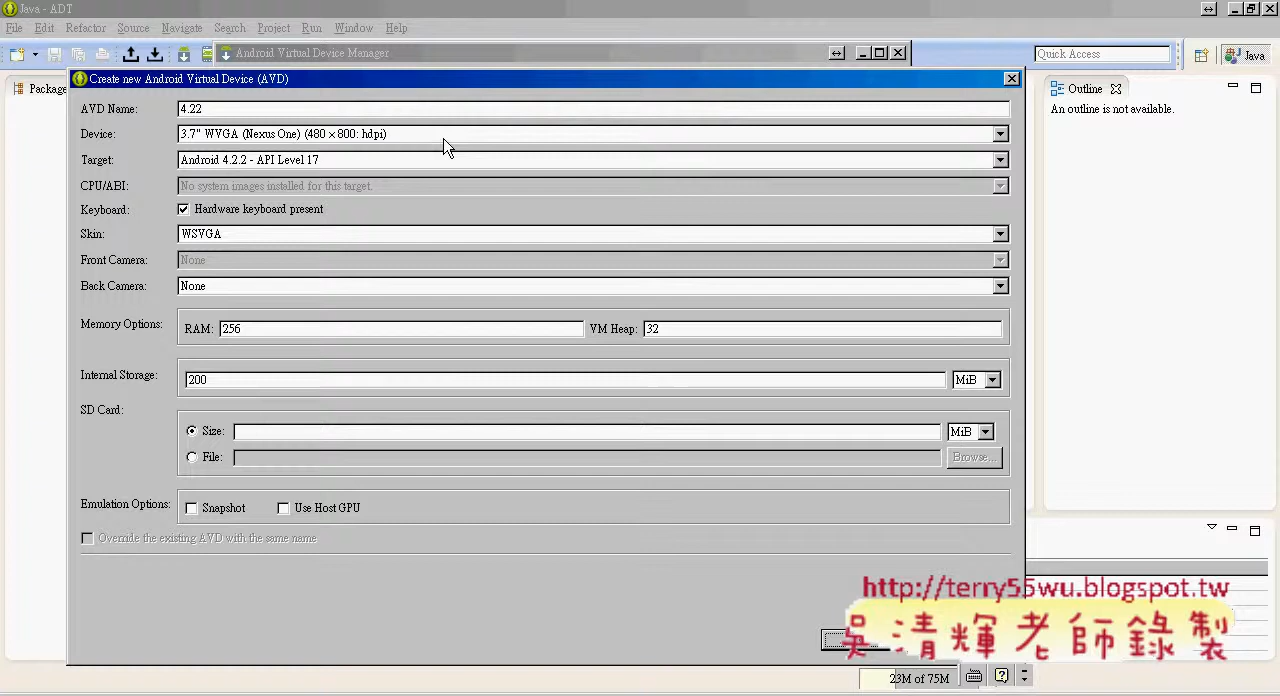 Java - ADT
File Edit Refactor Source Navigate Search Project Run Window Help
Android Virtual Device Manager
Quick Access
Java
Package
Create new Android Virtual Device (AVD)
Outline
An outline is not available.
AVD Name: 4.22
Device: 3.7" WVGA (Nexus One) (480 × 800: hdpi)
Target: Android 4.2.2 - API Level 17
CPU/ABI: No system images installed for this target.
Keyboard: Hardware keyboard present
Skin: WSVGA
Front Camera: None
Back Camera: None
Memory Options: RAM: 256 VM Heap: 32
Internal Storage: 200 MiB
SD Card:
Size: MiB
File: Browse...
Emulation Options: Snapshot Use Host GPU
Override the existing AVD with the same name
http://terry55wu.blogspot.tw
吳清輝老師錄製
23M of 75M